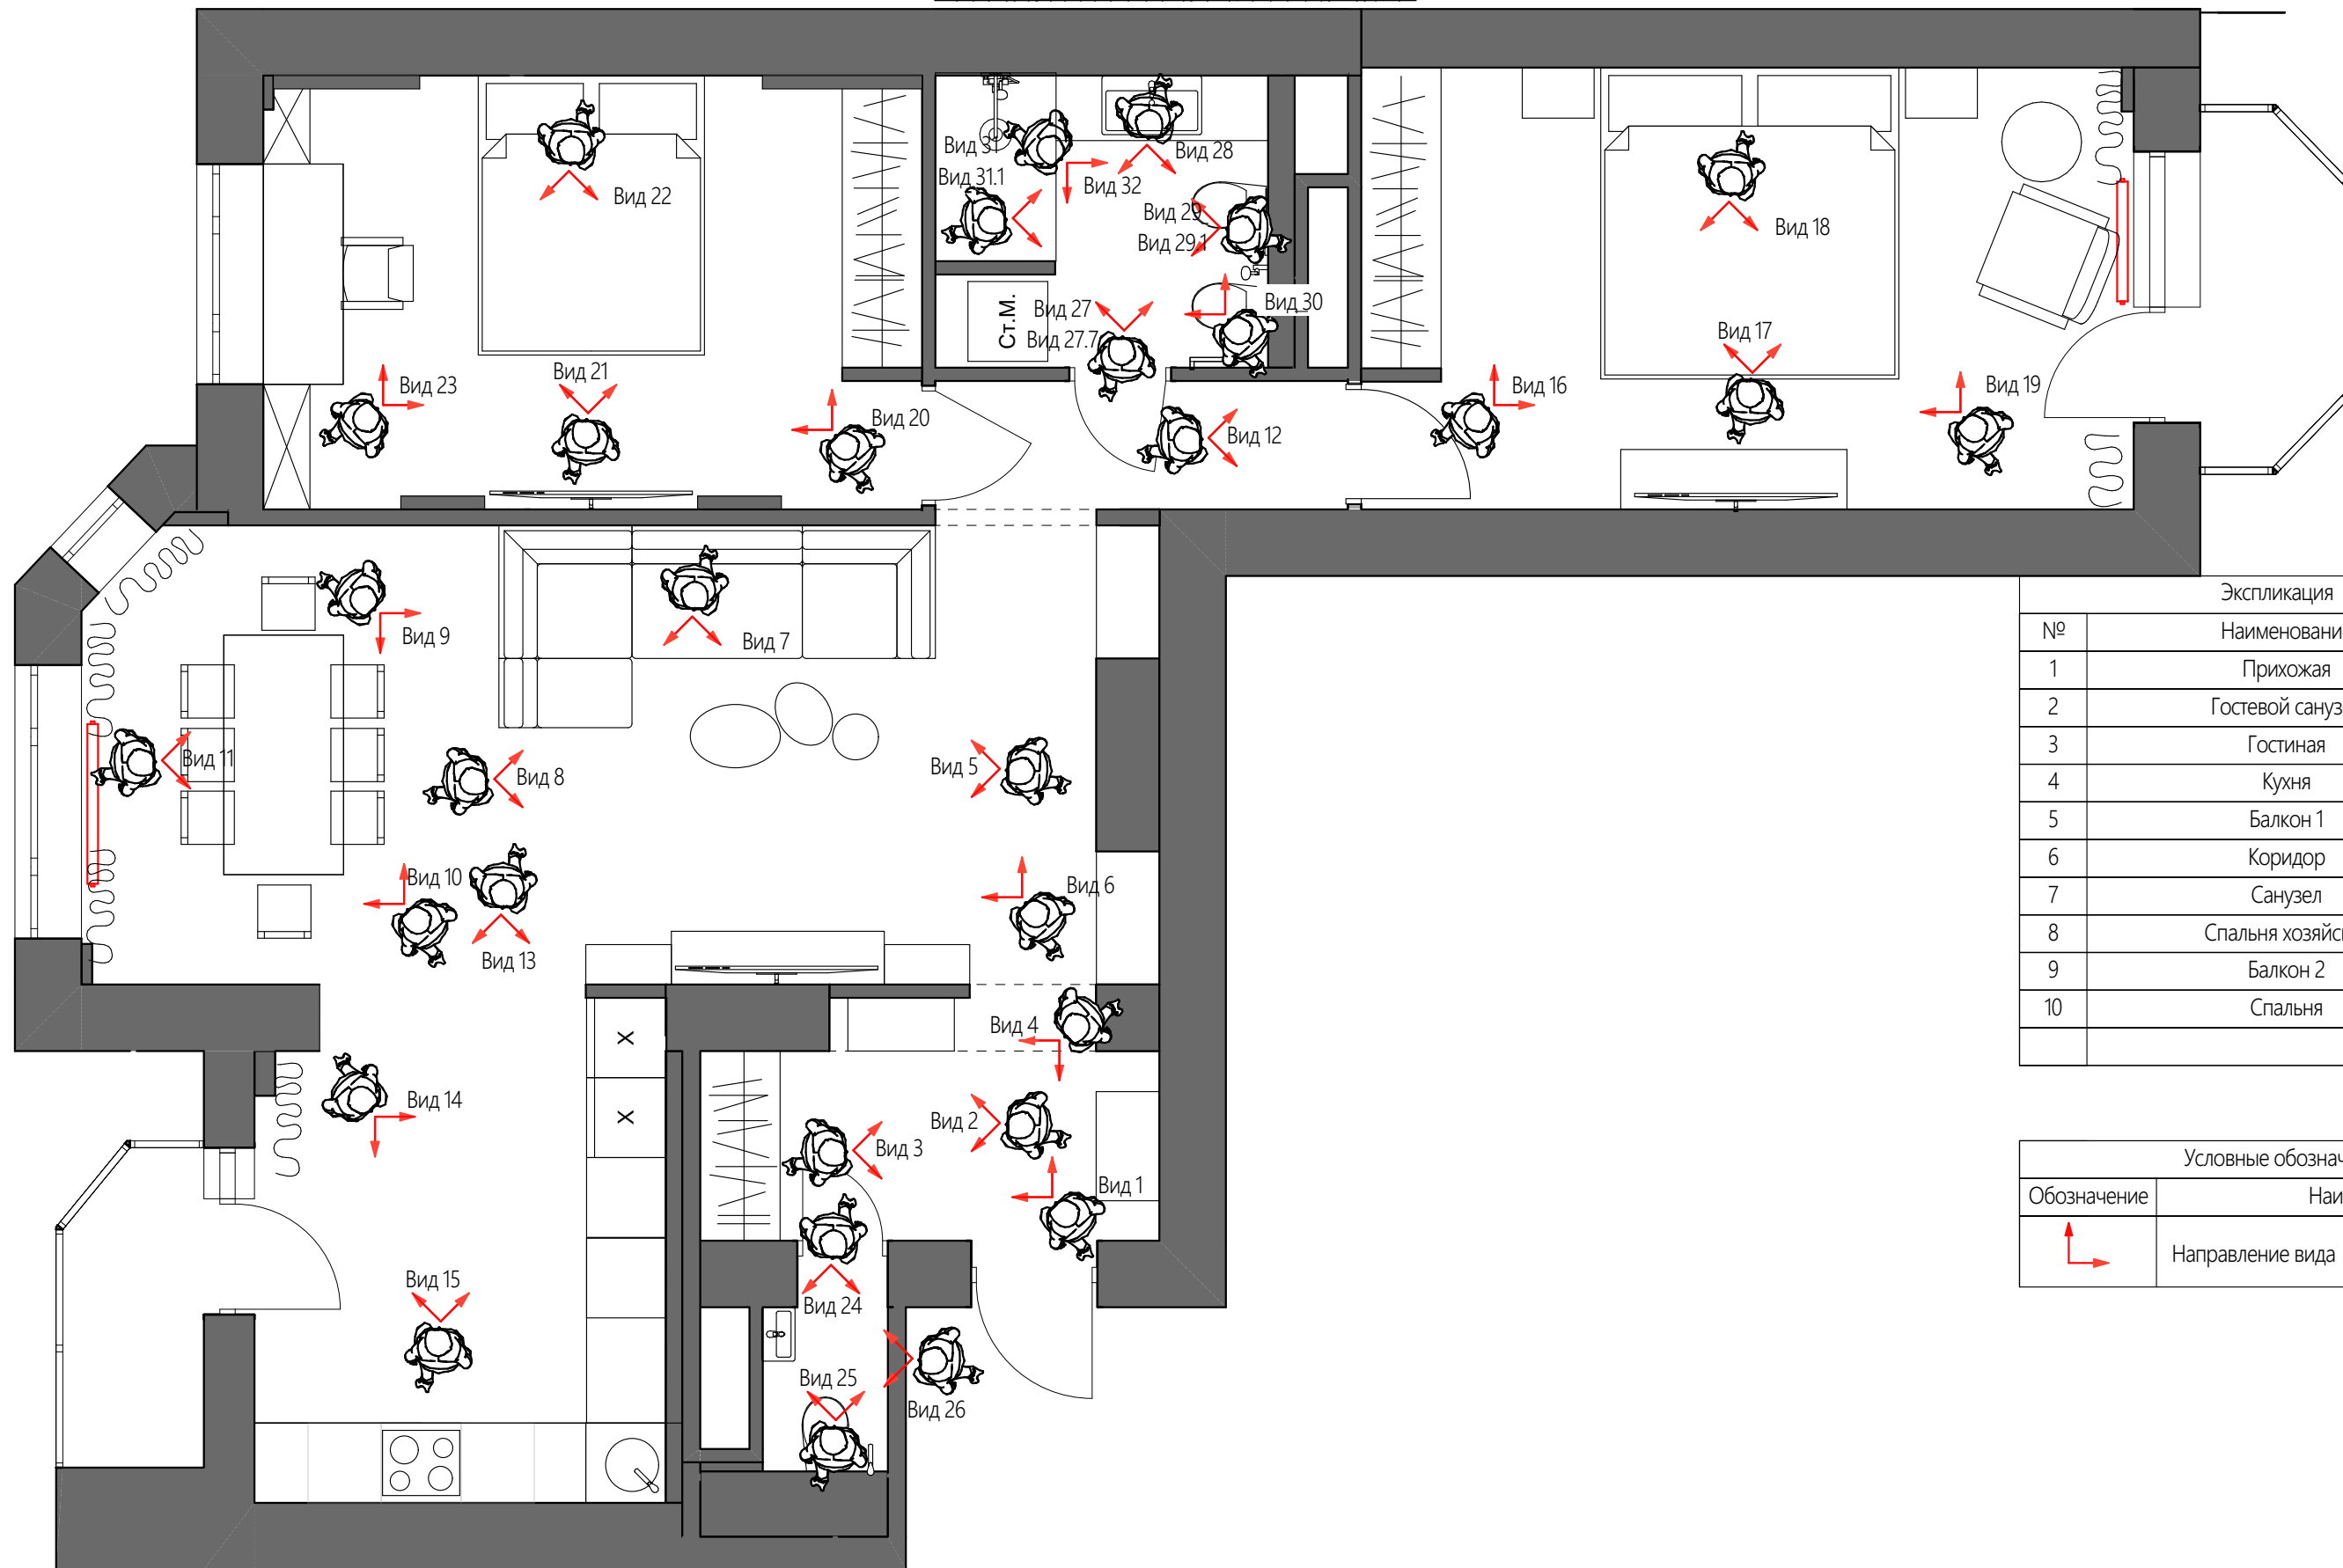 Вид 31
Вид 28
Вид 31.1
Вид 32
Вид 22
Вид 29
Вид 29.1
Вид 18
Ст.М.
Вид 27
Вид 30
Вид 27.7
Вид 17
Вид 23
Вид 21
Вид 16
Вид 19
Вид 20
Вид 12
Вид 9
Вид 7
Вид 11
Вид 8
Вид 5
Вид 10
Вид 6
Вид 13
Вид 4
X
Вид 14
X
Вид 2
Вид 3
Вид 1
Вид 15
Вид 24
Вид 25
Вид 26
Экспликация
№ Наименовани
1 Прихожая
2 Гостевой сануз
3 Гостиная
4 Кухня
5 Балкон 1
6 Коридор
7 Санузел
8 Спальня хозяйс
9 Балкон 2
10 Спальня
Условные обознач
Обозначение Наи
Направление вида